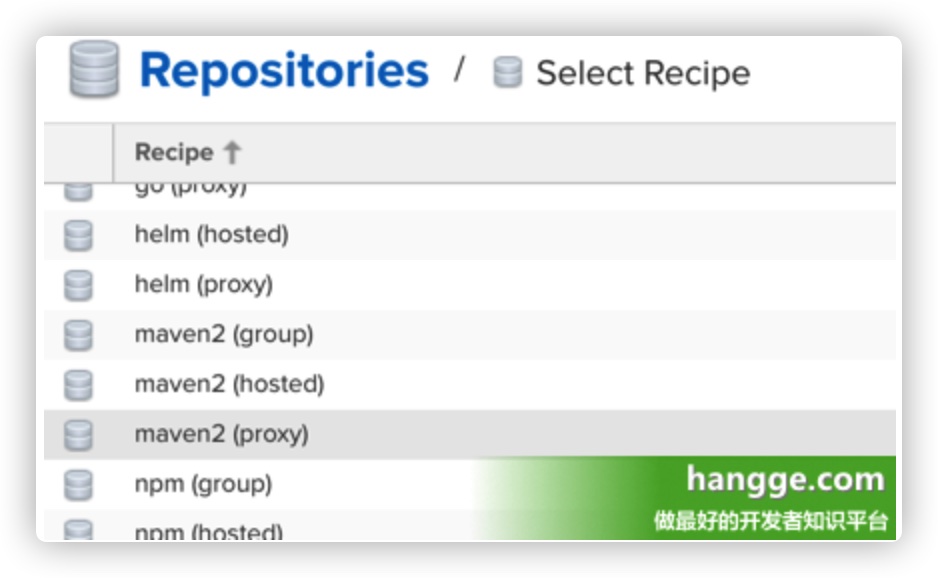 Repositories / Select Recipe
Recipe ↑
go (proxy)
helm (hosted)
helm (proxy)
maven2 (group)
maven2 (hosted)
maven2 (proxy)
npm (group)
npm (hosted)
hangge.com
做最好的开发者知识平台